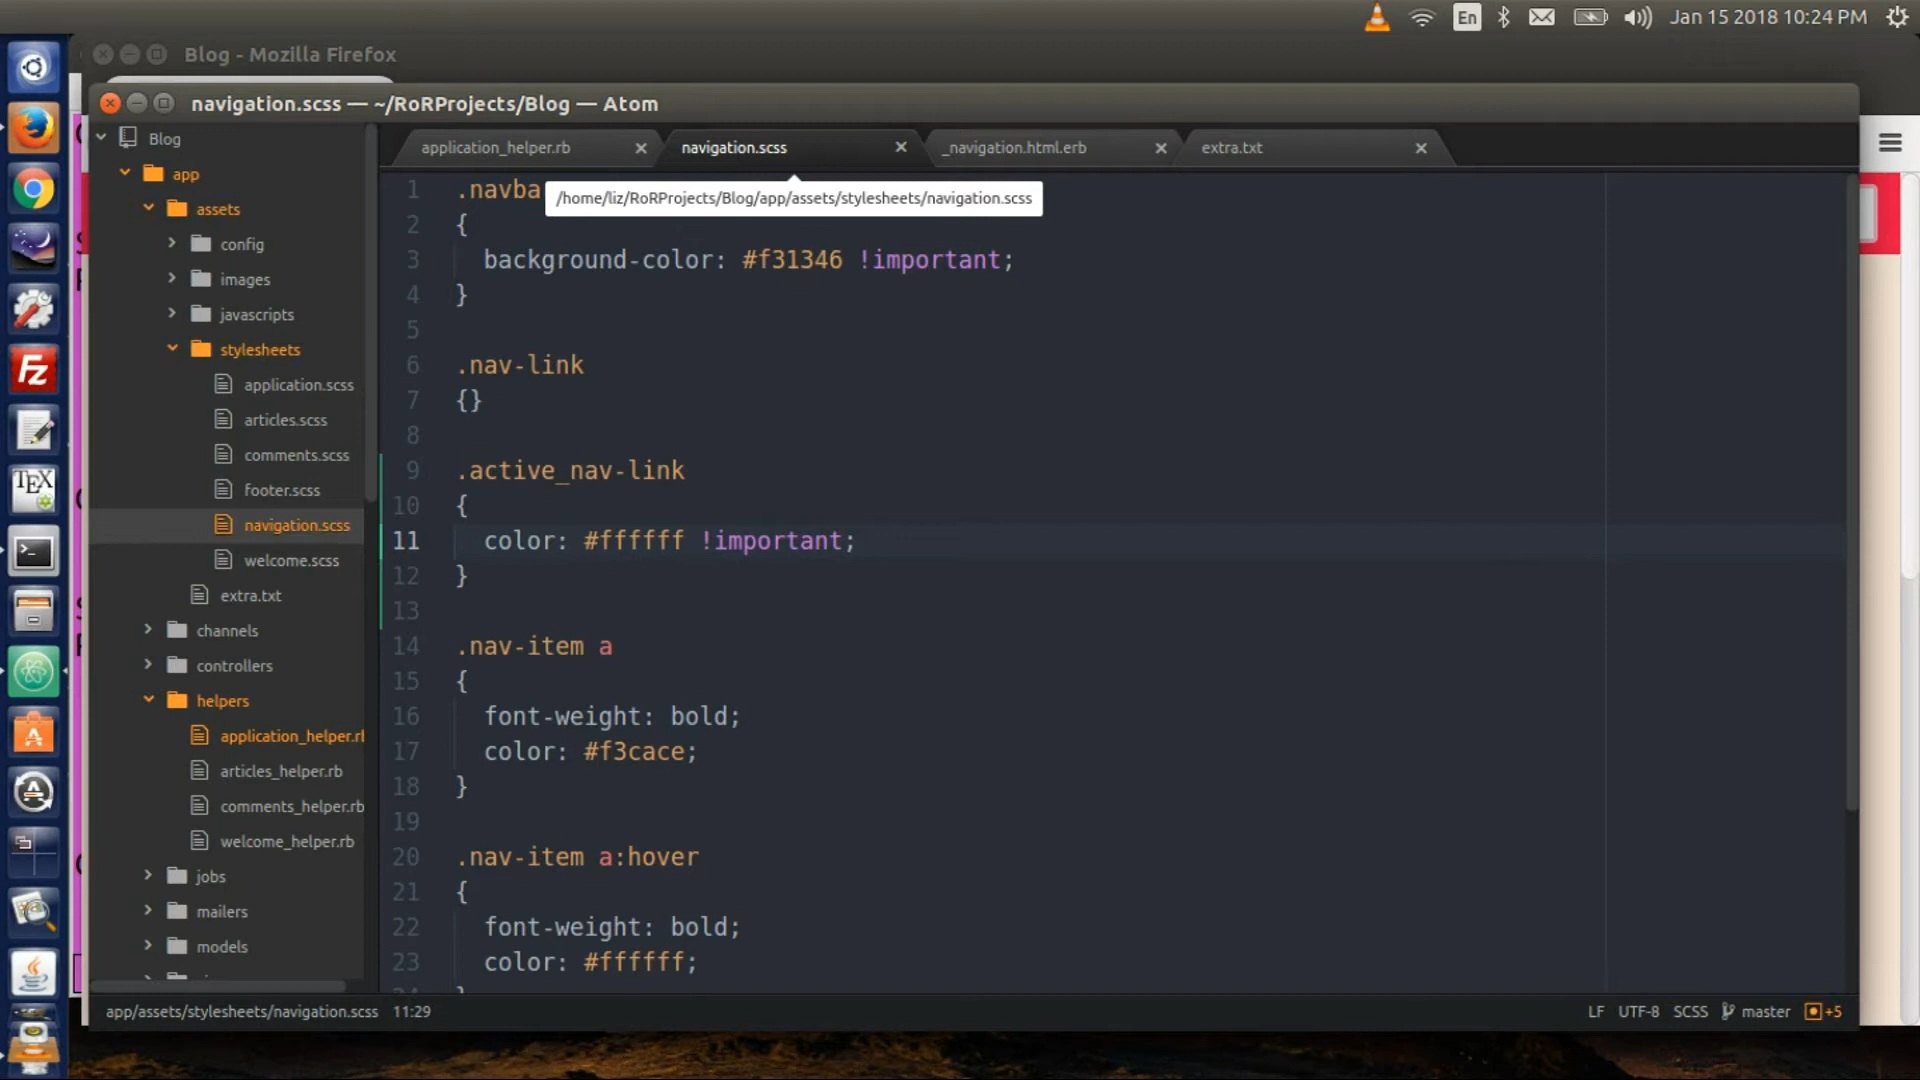 En
Jan 15 2018 10:24 PM
Blog - Mozilla Firefox
navigation.scss — ~/RoRProjects/Blog — Atom
Blog
app
assets
config
images
javascripts
stylesheets
application.scss
articles.scss
comments.scss
footer.scss
navigation.scss
welcome.scss
extra.txt
channels
controllers
helpers
application_helper.rb
articles_helper.rb
comments_helper.rb
welcome_helper.rb
jobs
mailers
models
application_helper.rb
navigation.scss
_navigation.html.erb
extra.txt
/home/liz/RoRProjects/Blog/app/assets/stylesheets/navigation.scss
1 .navba
2 {
3 background-color: #f31346 !important;
4 }
5
6 .nav-link
7 {}
8
9 .active_nav-link
10 {
11 color: #ffffff !important;
12 }
13
14 .nav-item a
15 {
16 font-weight: bold;
17 color: #f3cace;
18 }
19
20 .nav-item a:hover
21 {
22 font-weight: bold;
23 color: #ffffff;
app/assets/stylesheets/navigation.scss 11:29
LF UTF-8 SCSS master +5
Fz
TEX